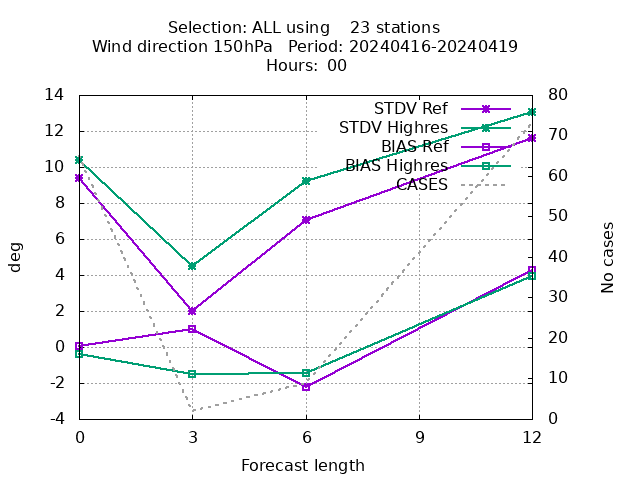 Selection: ALL using    23 stations
Wind direction 150hPa   Period: 20240416-20240419
Hours: 00
STDV Ref
STDV Highres
BIAS Ref
BIAS Highres
CASES
14
12
10
8
6
4
2
0
-2
-4
80
70
60
50
40
30
20
10
0
deg
No cases
0 3 6 9 12
Forecast length